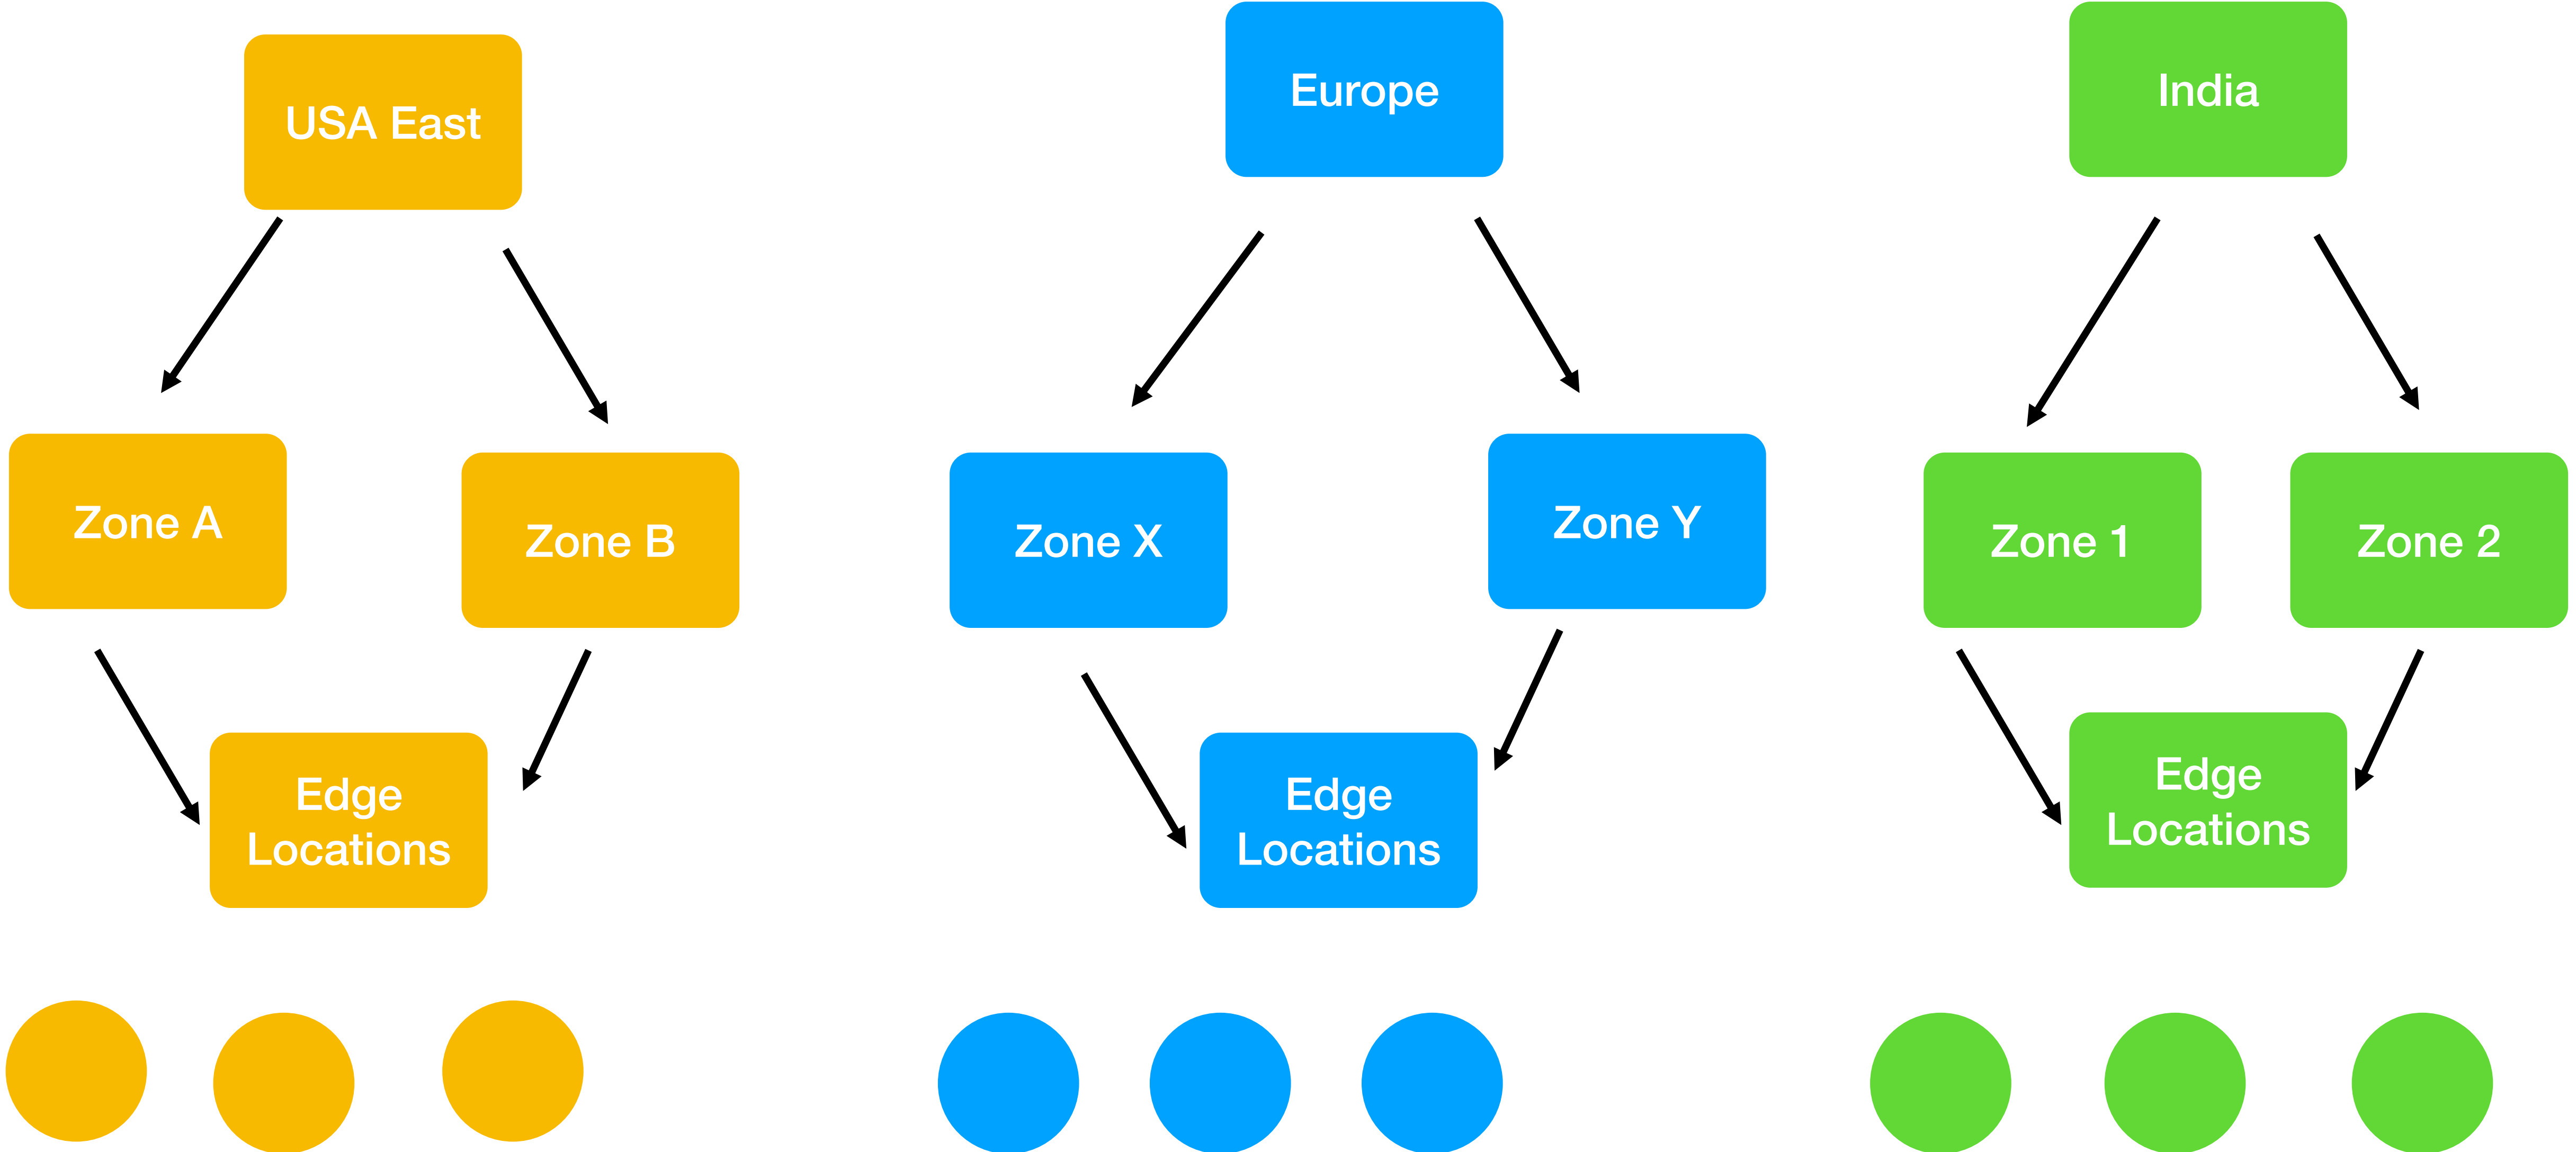 USA East
Europe
India
Zone A
Zone B
Zone X
Zone Y
Zone 1
Zone 2
Edge
Locations
Edge
Locations
Edge
Locations